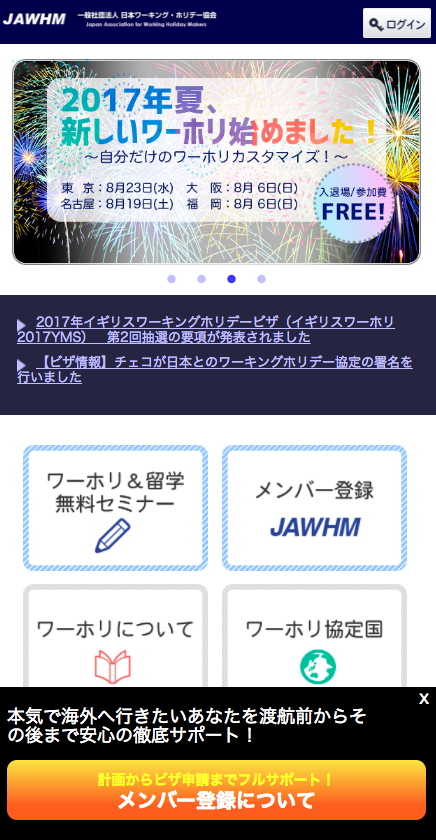 JAWHM 一般社団法人 日本ワーキング・ホリデー協会
Japan Association for Working Holiday Makers
ログイン
2017年夏、
新しいワーホリ始めました！
〜自分だけのワーホリカスタマイズ！〜
東　京：8月23日(水)　大　阪：8月 6日(日)
名古屋：8月19日(土)　福　岡：8月 6日(日)
入退場/参加費
FREE!
2017年イギリスワーキングホリデービザ（イギリスワーホリ
2017YMS）　第2回抽選の要項が発表されました
【ビザ情報】チェコが日本とのワーキングホリデー協定の署名を
行いました
ワーホリ＆留学
無料セミナー
メンバー登録
JAWHM
ワーホリについて
ワーホリ協定国
X
本気で海外へ行きたいあなたを渡航前からそ
の後まで安心の徹底サポート！
計画からビザ申請までフルサポート！
メンバー登録について